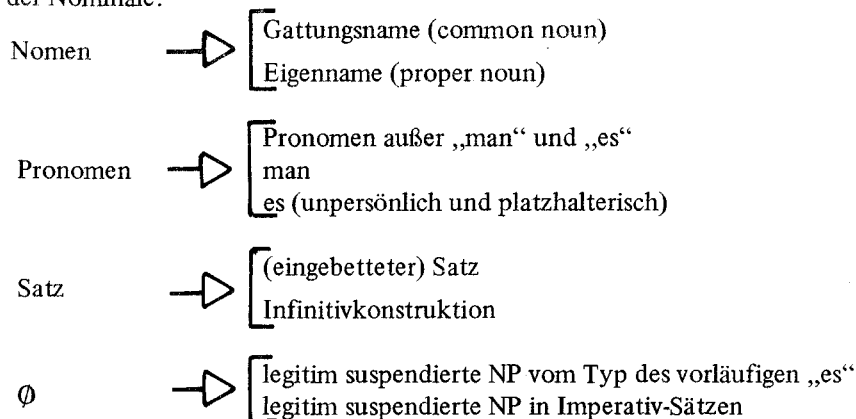 der Nominale:
Gattungsname (common noun)
Nomen
Eigenname (proper noun)
Pronomen außer „man“ und „es“
Pronomen
man
es (unpersönlich und platzhalterisch)
(eingebetteter) Satz
Satz
Infinitivkonstruktion
legitim suspendierte NP vom Typ des vorläufigen „es“
∅
legitim suspendierte NP in Imperativ-Sätzen